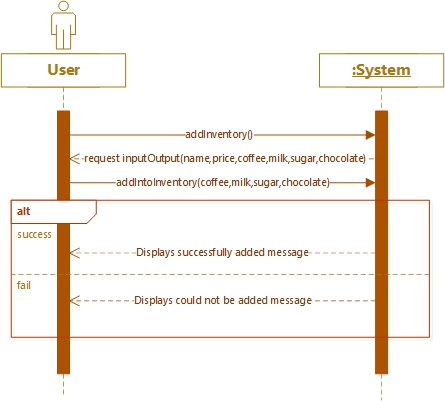 User
:System
addInventory()
request inputOutput(name,price,coffee,milk,sugar,chocolate)
addIntoInventory(coffee,milk,sugar,chocolate)
alt
success
Displays successfully added message
fail
Displays could not be added message